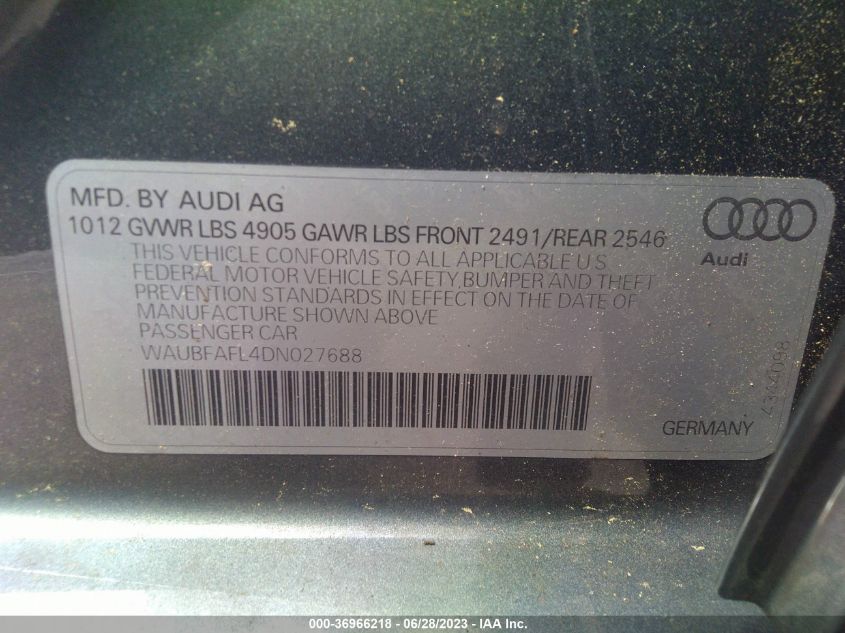 MFD. BY AUDI AG
1012 GVWR LBS 4905 GAWR LBS FRONT 2491/REAR 2546
THIS VEHICLE CONFORMS TO ALL APPLICABLE U S
FEDERAL MOTOR VEHICLE SAFETY, BUMPER AND THEFT
PREVENTION STANDARDS IN EFFECT ON THE DATE OF
MANUFACTURE SHOWN ABOVE
PASSENGER CAR
WAUBFAFL4DN027688
Audi
GERMANY
000-36966218 - 06/28/2023 - IAA Inc.